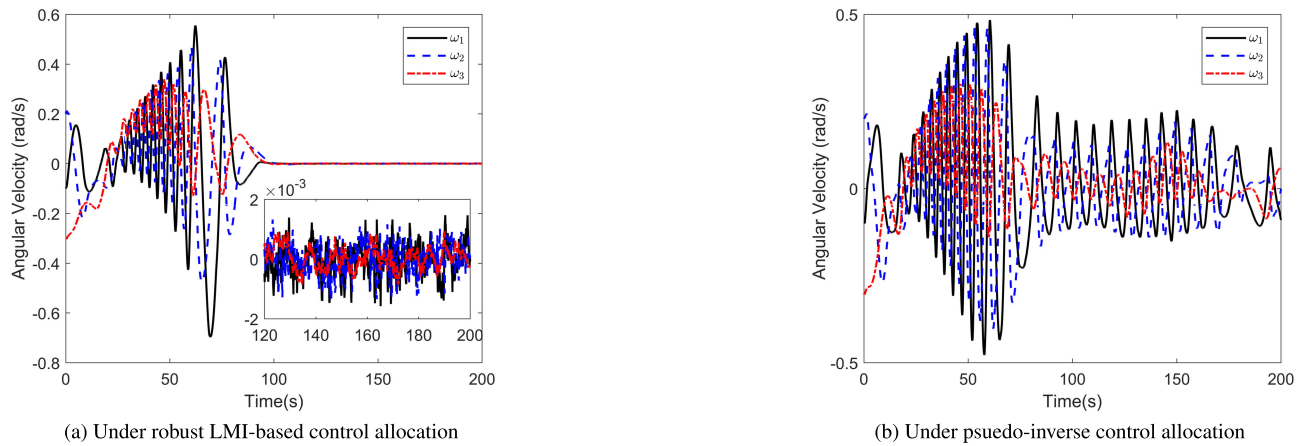 0.6
0.4
0.2
0
-0.2
-0.4
-0.6
-0.8
Angular Velocity (rad/s)
ω1
ω2
ω3
×10-3
2
0
-2
120 140 160 180 200
0 50 100 150 200
Time(s)
(a) Under robust LMI-based control allocation
0.5
0
-0.5
Angular Velocity (rad/s)
ω1
ω2
ω3
0 50 100 150 200
Time(s)
(b) Under psuedo-inverse control allocation